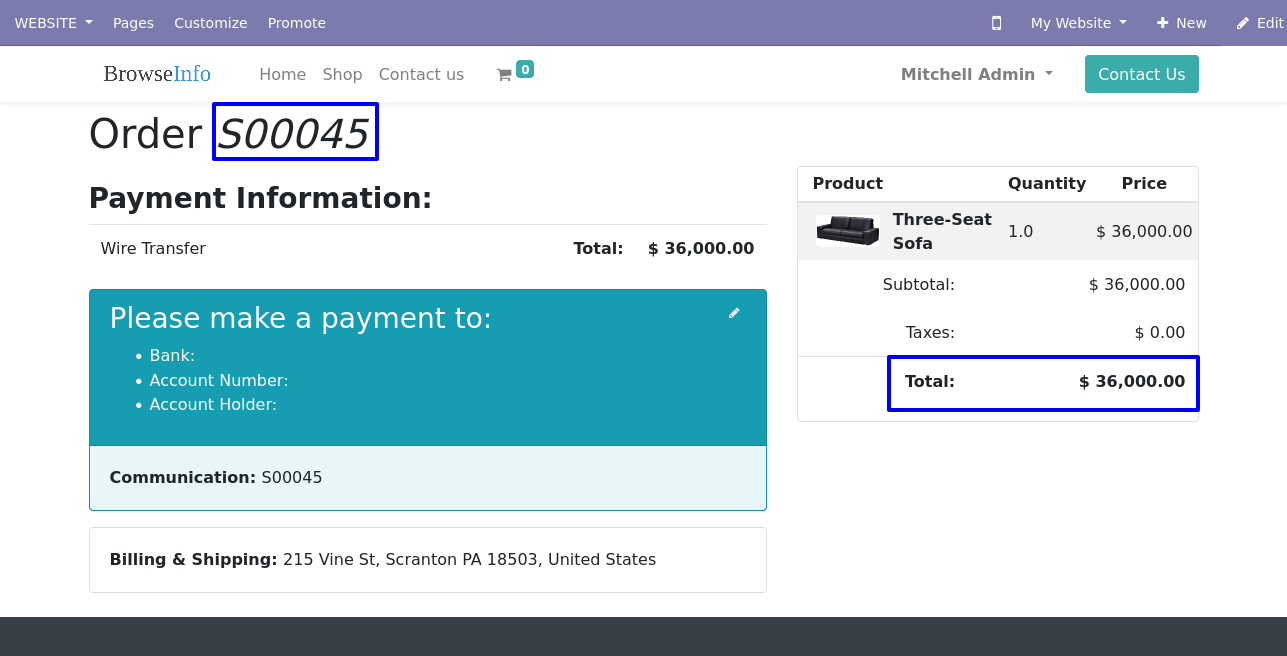 WEBSITE Pages Customize Promote My Website New Edit
BrowseInfo Home Shop Contact us 0 Mitchell Admin Contact Us
Order S00045
Payment Information:
Wire Transfer Total: $ 36,000.00
Please make a payment to:
Bank:
Account Number:
Account Holder:
Communication: S00045
Billing & Shipping: 215 Vine St, Scranton PA 18503, United States
Product Quantity Price
Three-Seat
Sofa 1.0 $ 36,000.00
Subtotal: $ 36,000.00
Taxes: $ 0.00
Total: $ 36,000.00